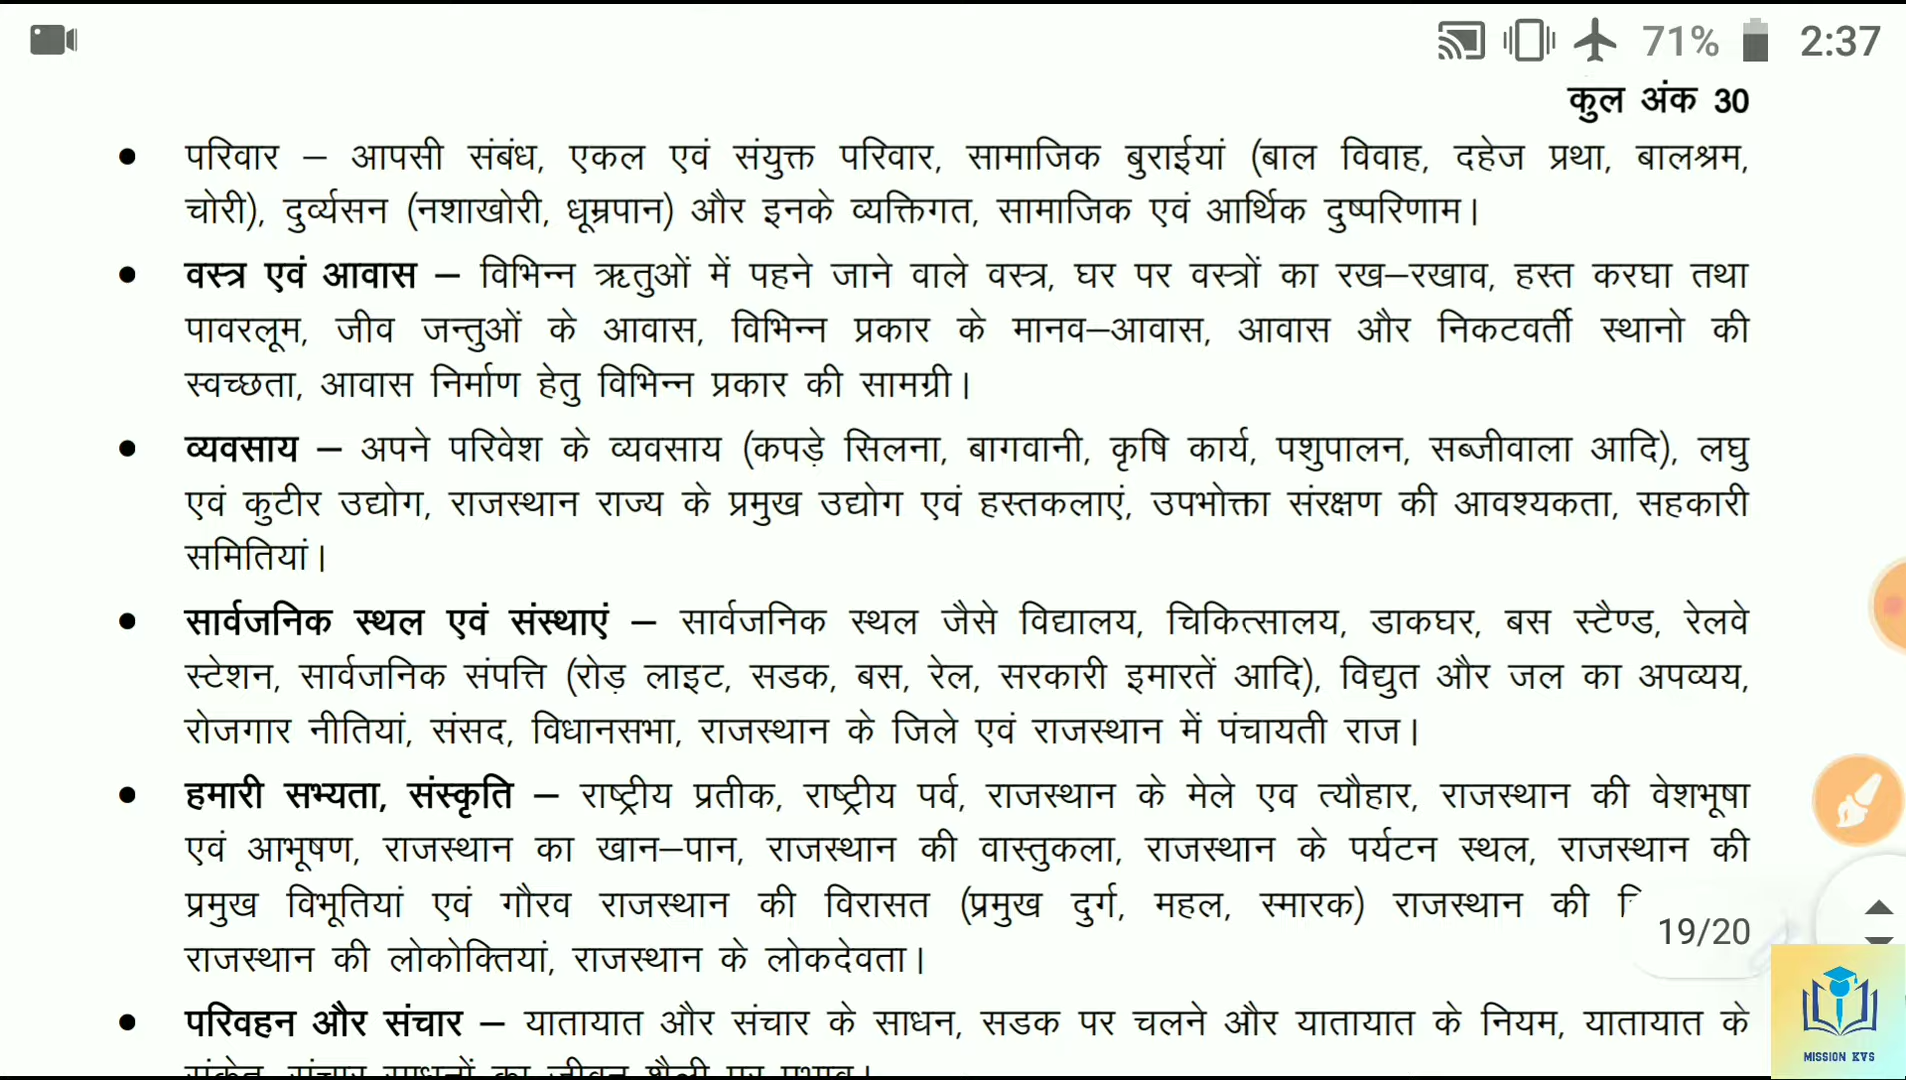 71% 2:37
कुल अंक 30
● परिवार – आपसी संबंध, एकल एवं संयुक्त परिवार, सामाजिक बुराईयां (बाल विवाह, दहेज प्रथा, बालश्रम,
चोरी), दुर्व्यसन (नशाखोरी, धूम्रपान) और इनके व्यक्तिगत, सामाजिक एवं आर्थिक दुष्परिणाम।
● वस्त्र एवं आवास – विभिन्न ऋतुओं में पहने जाने वाले वस्त्र, घर पर वस्त्रों का रख–रखाव, हस्त करघा तथा
पावरलूम, जीव जन्तुओं के आवास, विभिन्न प्रकार के मानव–आवास, आवास और निकटवर्ती स्थानो की
स्वच्छता, आवास निर्माण हेतु विभिन्न प्रकार की सामग्री।
● व्यवसाय – अपने परिवेश के व्यवसाय (कपड़े सिलना, बागवानी, कृषि कार्य, पशुपालन, सब्जीवाला आदि), लघु
एवं कुटीर उद्योग, राजस्थान राज्य के प्रमुख उद्योग एवं हस्तकलाएं, उपभोक्ता संरक्षण की आवश्यकता, सहकारी
समितियां।
● सार्वजनिक स्थल एवं संस्थाएं – सार्वजनिक स्थल जैसे विद्यालय, चिकित्सालय, डाकघर, बस स्टैण्ड, रेलवे
स्टेशन, सार्वजनिक संपत्ति (रोड़ लाइट, सडक, बस, रेल, सरकारी इमारतें आदि), विद्युत और जल का अपव्यय,
रोजगार नीतियां, संसद, विधानसभा, राजस्थान के जिले एवं राजस्थान में पंचायती राज।
● हमारी सभ्यता, संस्कृति – राष्ट्रीय प्रतीक, राष्ट्रीय पर्व, राजस्थान के मेले एव त्यौहार, राजस्थान की वेशभूषा
एवं आभूषण, राजस्थान का खान–पान, राजस्थान की वास्तुकला, राजस्थान के पर्यटन स्थल, राजस्थान की
प्रमुख विभूतियां एवं गौरव राजस्थान की विरासत (प्रमुख दुर्ग, महल, स्मारक) राजस्थान की
19/20
राजस्थान की लोकोक्तियां, राजस्थान के लोकदेवता।
● परिवहन और संचार – यातायात और संचार के साधन, सडक पर चलने और यातायात के नियम, यातायात के
संकेत, संचार साधनों का जीवन शैली पर प्रभाव।
MISSION KVS